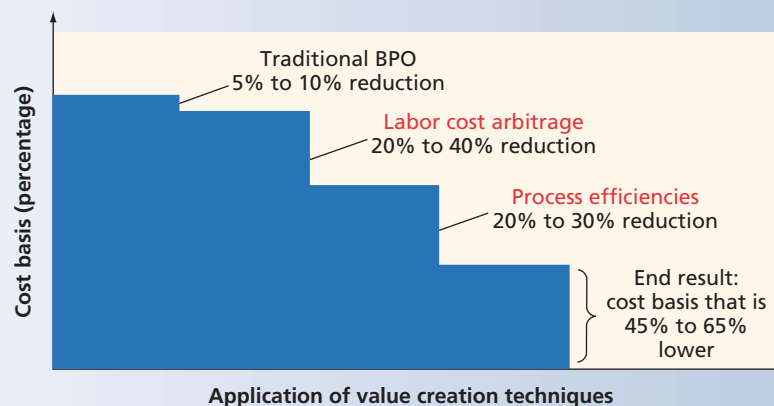 Cost basis (percentage)
Traditional BPO
5% to 10% reduction
Labor cost arbitrage
20% to 40% reduction
Process efficiencies
20% to 30% reduction
End result:
cost basis that is
45% to 65%
lower
Application of value creation techniques